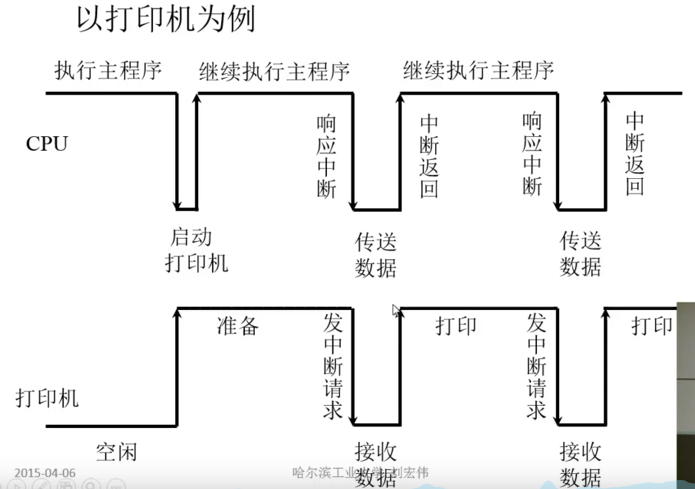 以打印机为例
执行主程序
继续执行主程序
继续执行主程序
CPU
响应中断
中断返回
响应中断
中断返回
启动
打印机
传送
数据
传送
数据
准备
发中断请求
打印
发中断请求
打印
打印机
空闲
接收
数据
接收
数据
2015-04-06
哈尔滨工业大学 刘宏伟